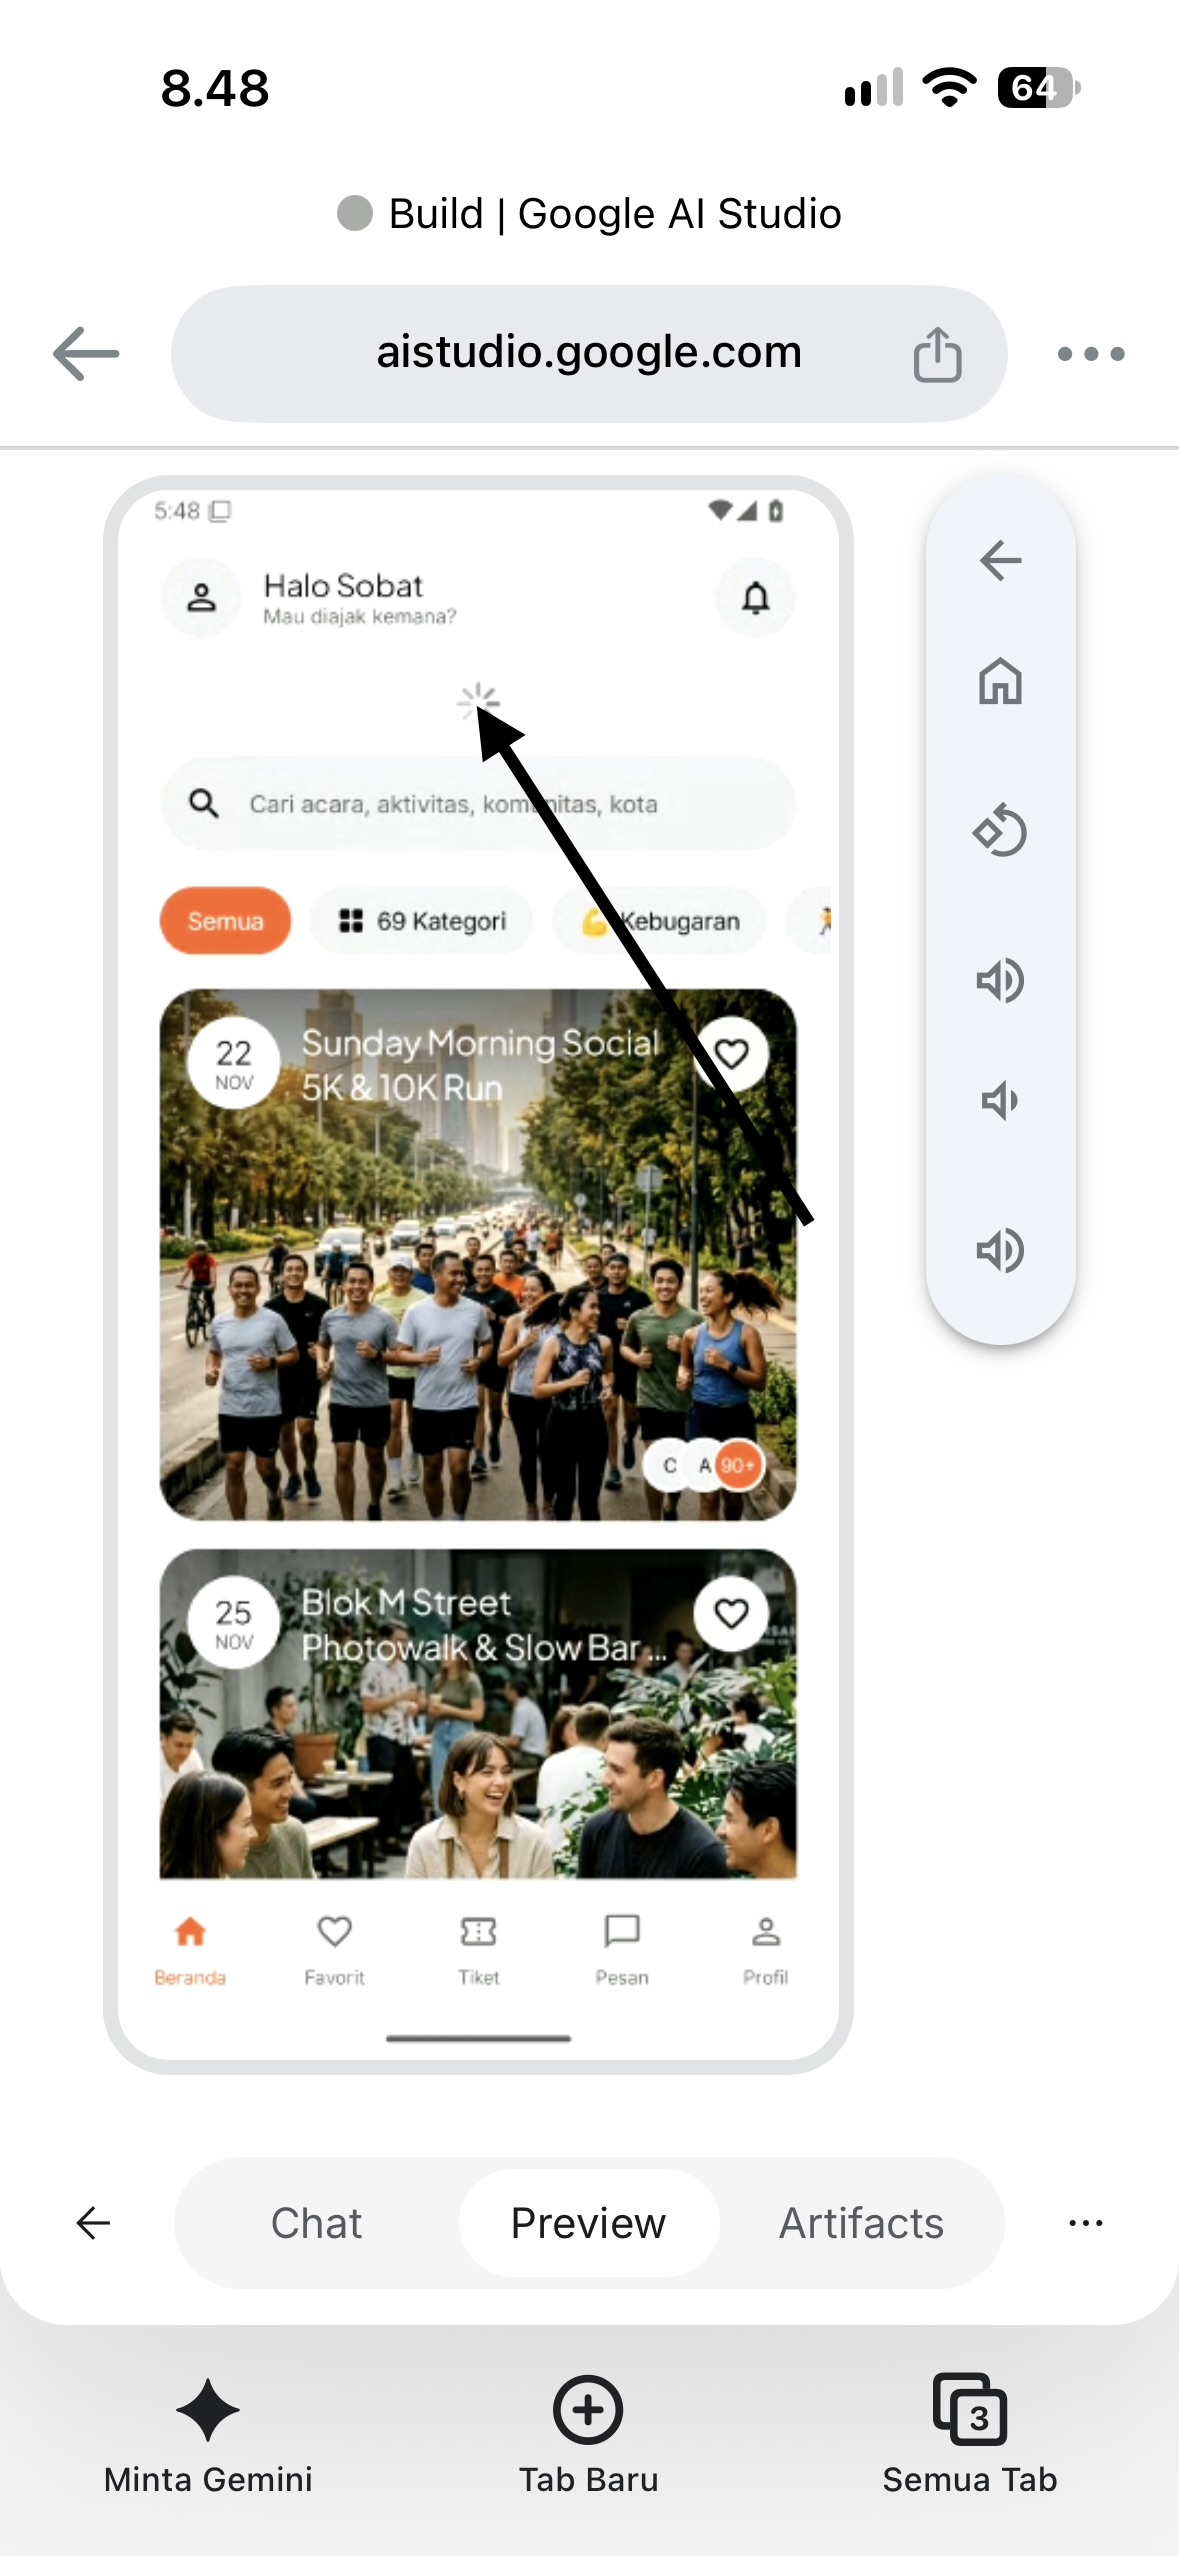 8.48
64
Build | Google AI Studio
aistudio.google.com
5:48
Halo Sobat
Mau diajak kemana?
Cari acara, aktivitas, komunitas, kota
Semua
69 Kategori
Kebugaran
22
NOV
Sunday Morning Social
5K & 10K Run
C
A
90+
25
NOV
Blok M Street
Photowalk & Slow Bar ...
Beranda
Favorit
Tiket
Pesan
Profil
Chat
Preview
Artifacts
Minta Gemini
Tab Baru
3
Semua Tab